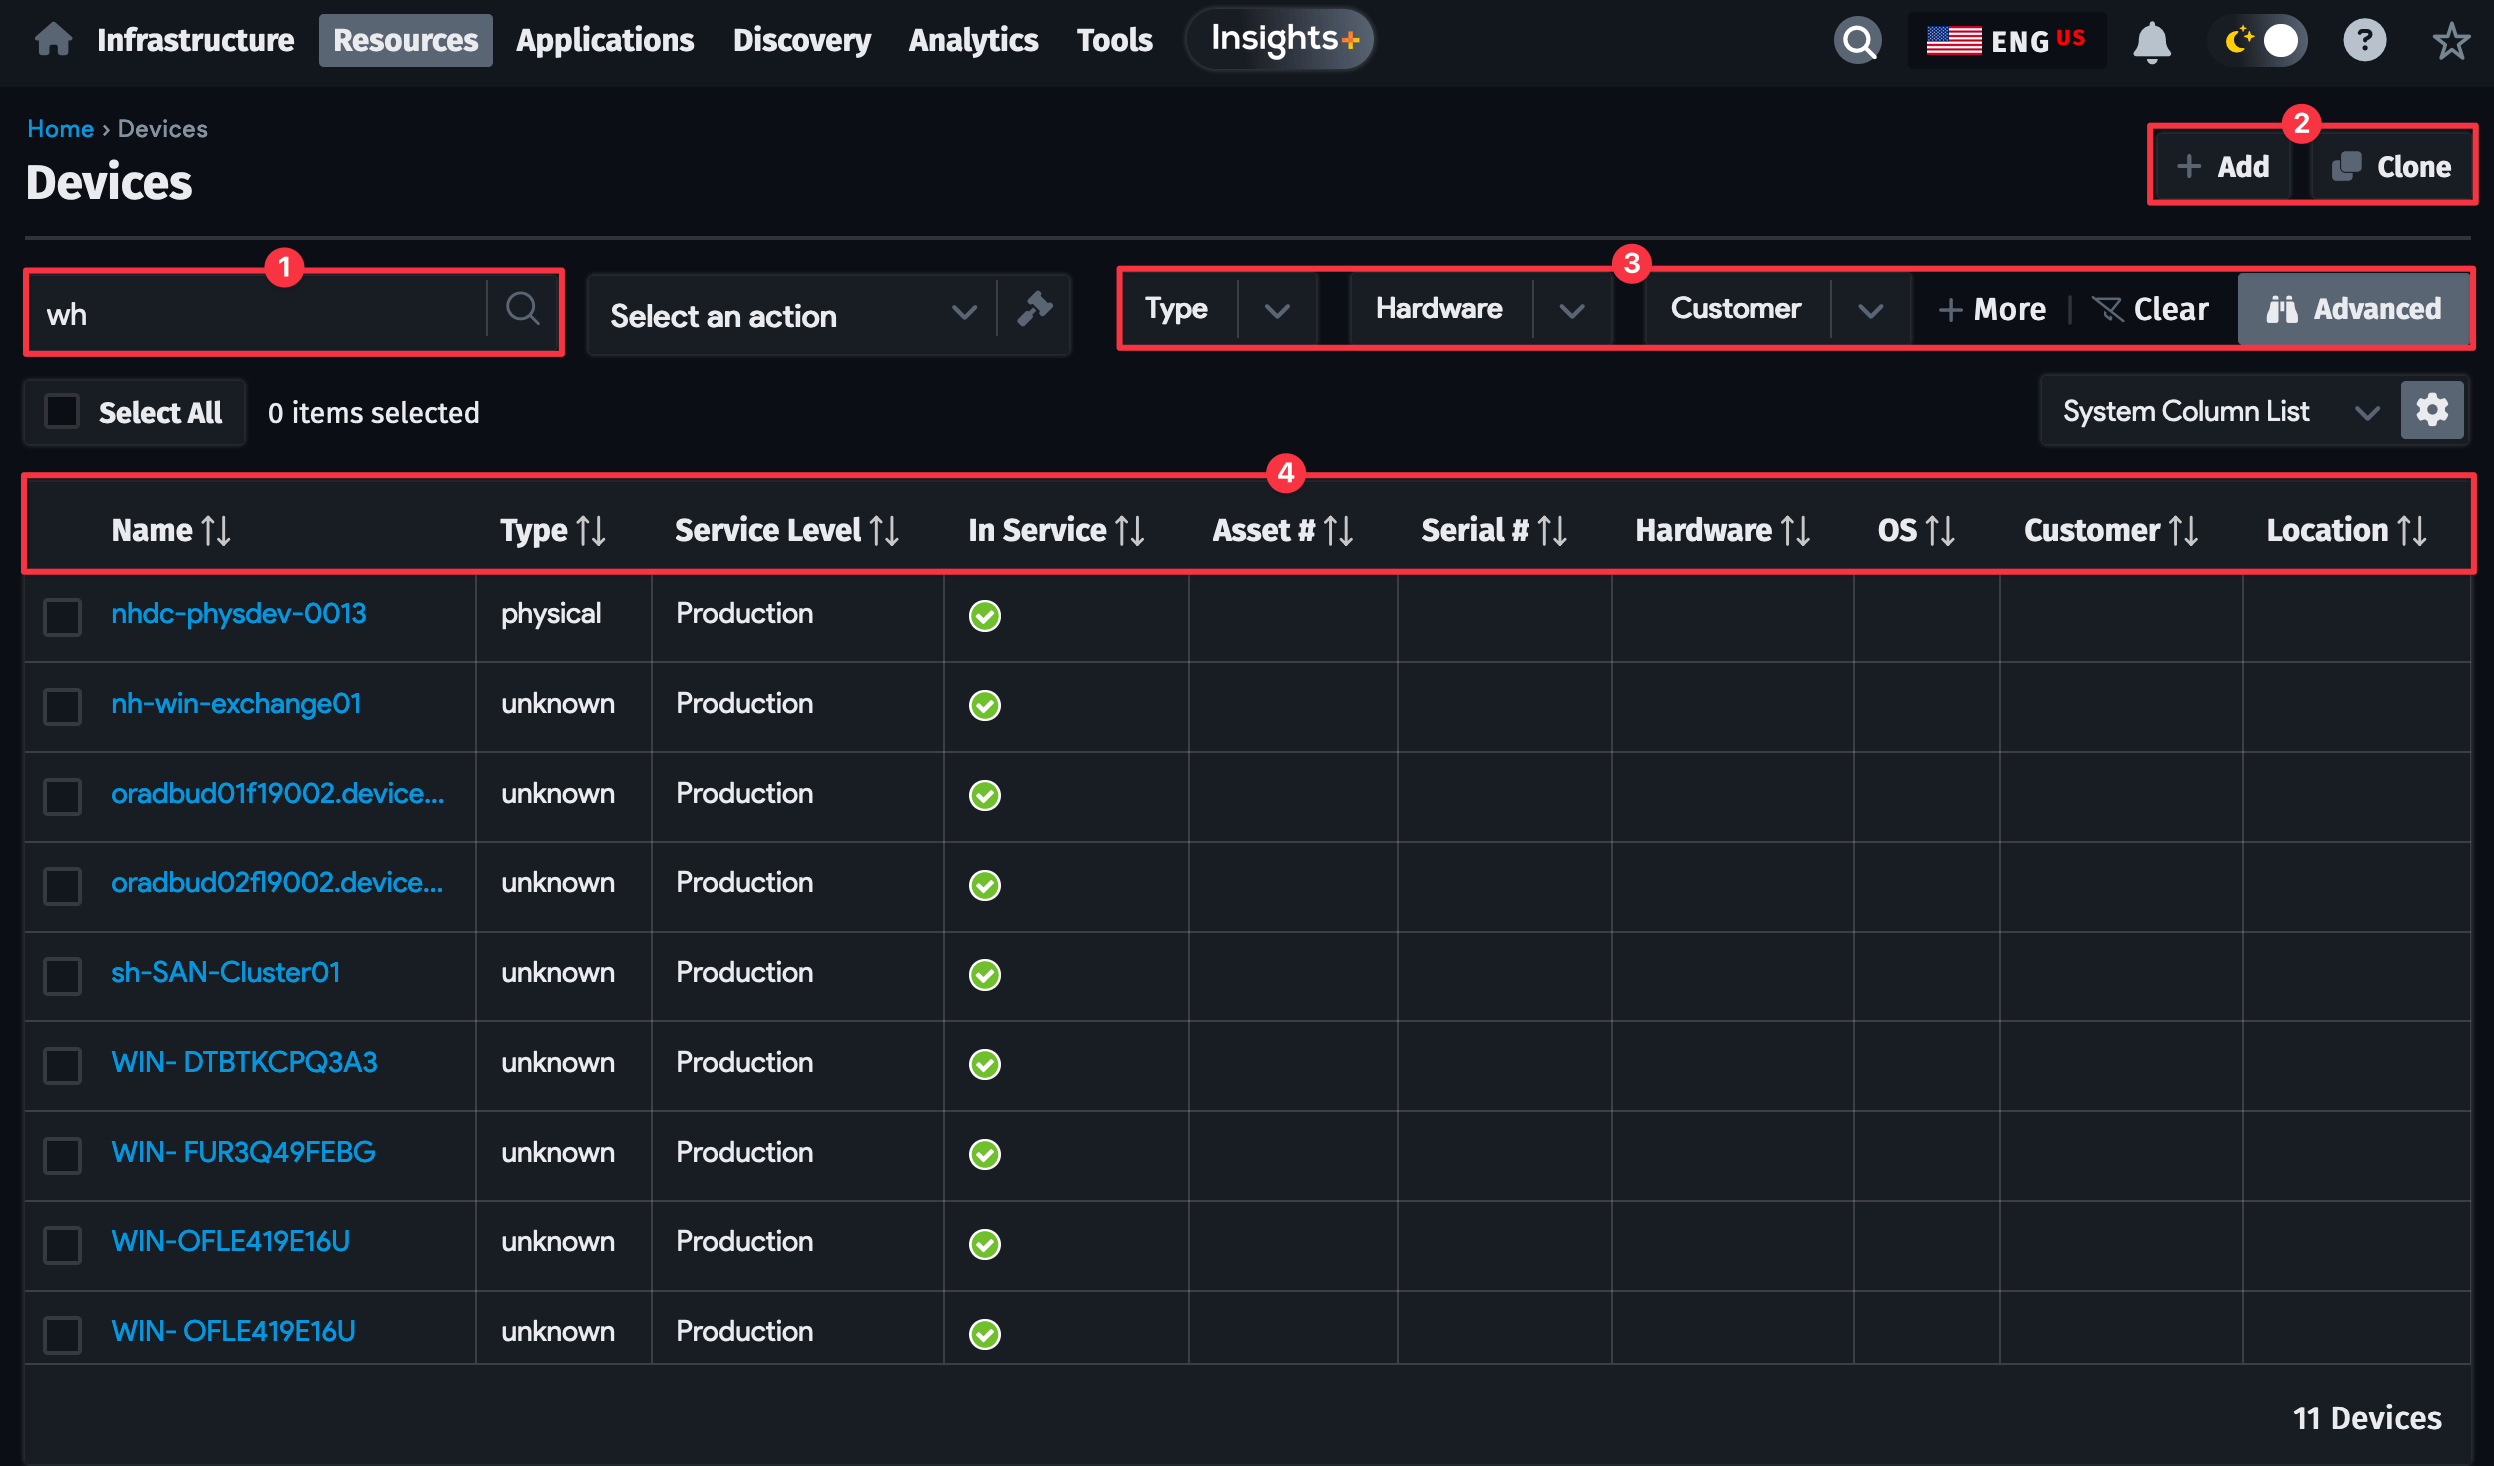 Infrastructure Resources Applications Discovery Analytics Tools Insights+ ENG US ?
Home › Devices
Devices
2
+ Add Clone
1
3
wh Select an action Type Hardware Customer + More | Clear Advanced
Select All 0 items selected System Column List
4
Name Type Service Level In Service Asset # Serial # Hardware OS Customer Location
nhdc-physdev-0013 physical Production
nh-win-exchange01 unknown Production
oradbud01f19002.device... unknown Production
oradbud02fl9002.device... unknown Production
sh-SAN-Cluster01 unknown Production
WIN- DTBTKCPQ3A3 unknown Production
WIN- FUR3Q49FEBG unknown Production
WIN-OFLE419E16U unknown Production
WIN- OFLE419E16U unknown Production
11 Devices